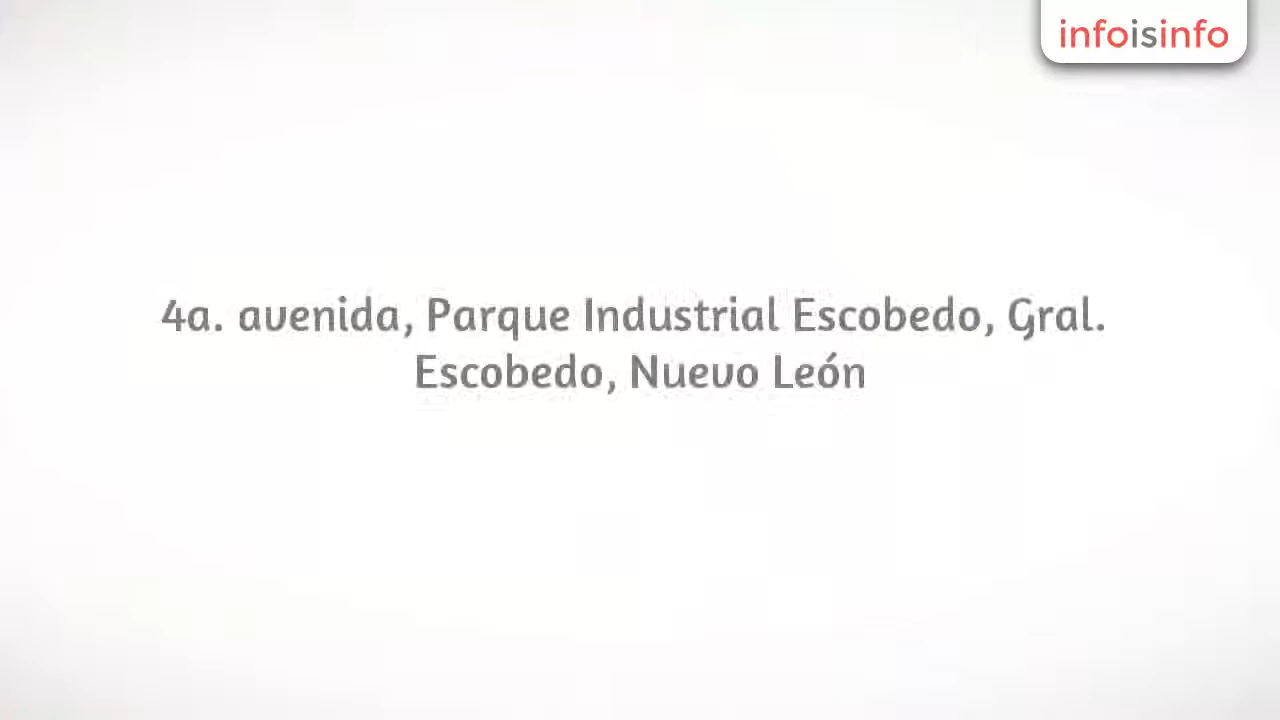 infoisinfo
4a. avenida, Parque Industrial Escobedo, Gral.
Escobedo, Nuevo León